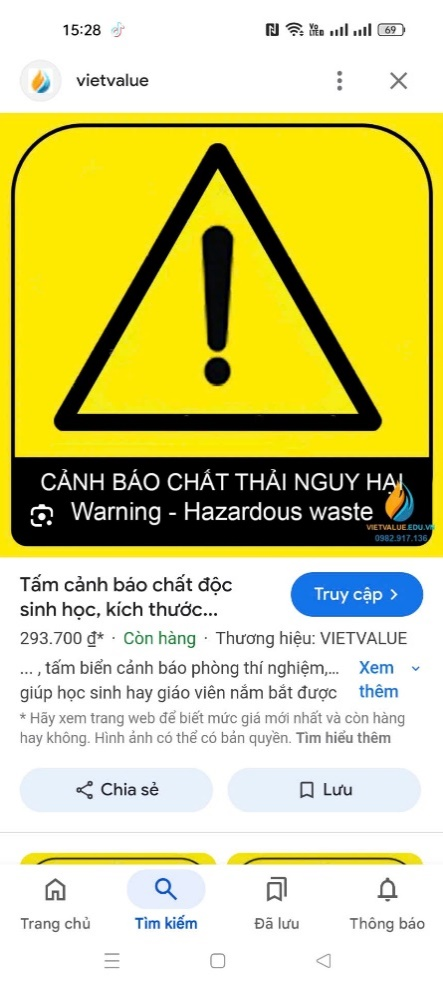 15:28
Vo LTE
69
vietvalue
CẢNH BÁO CHẤT THẢI NGUY HẠI
Warning - Hazardous waste
VIETVALUE.EDU.VN
0982.917.136
Tấm cảnh báo chất độc
sinh học, kích thước...
Truy cập
293.700 ₫* · Còn hàng · Thương hiệu: VIETVALUE
... , tấm biển cảnh báo phòng thí nghiệm,... Xem
giúp học sinh hay giáo viên nắm bắt được thêm
* Hãy xem trang web để biết mức giá mới nhất và còn hàng
hay không. Hình ảnh có thể có bản quyền. Tìm hiểu thêm
Chia sẻ
Lưu
Trang chủ
Tìm kiếm
Đã lưu
Thông báo